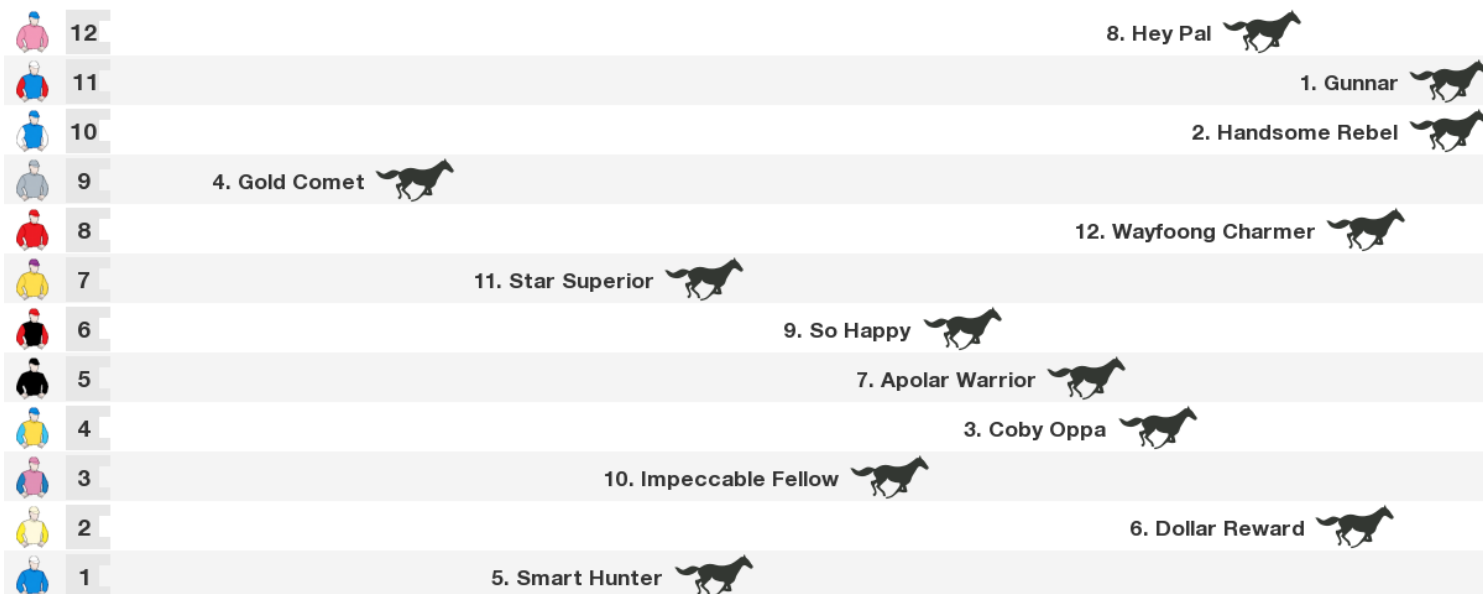 12 8. Hey Pal
11 1. Gunnar
10 2. Handsome Rebel
9 4. Gold Comet
8 12. Wayfoong Charmer
7 11. Star Superior
6 9. So Happy
5 7. Apolar Warrior
4 3. Coby Oppa
3 10. Impeccable Fellow
2 6. Dollar Reward
1 5. Smart Hunter